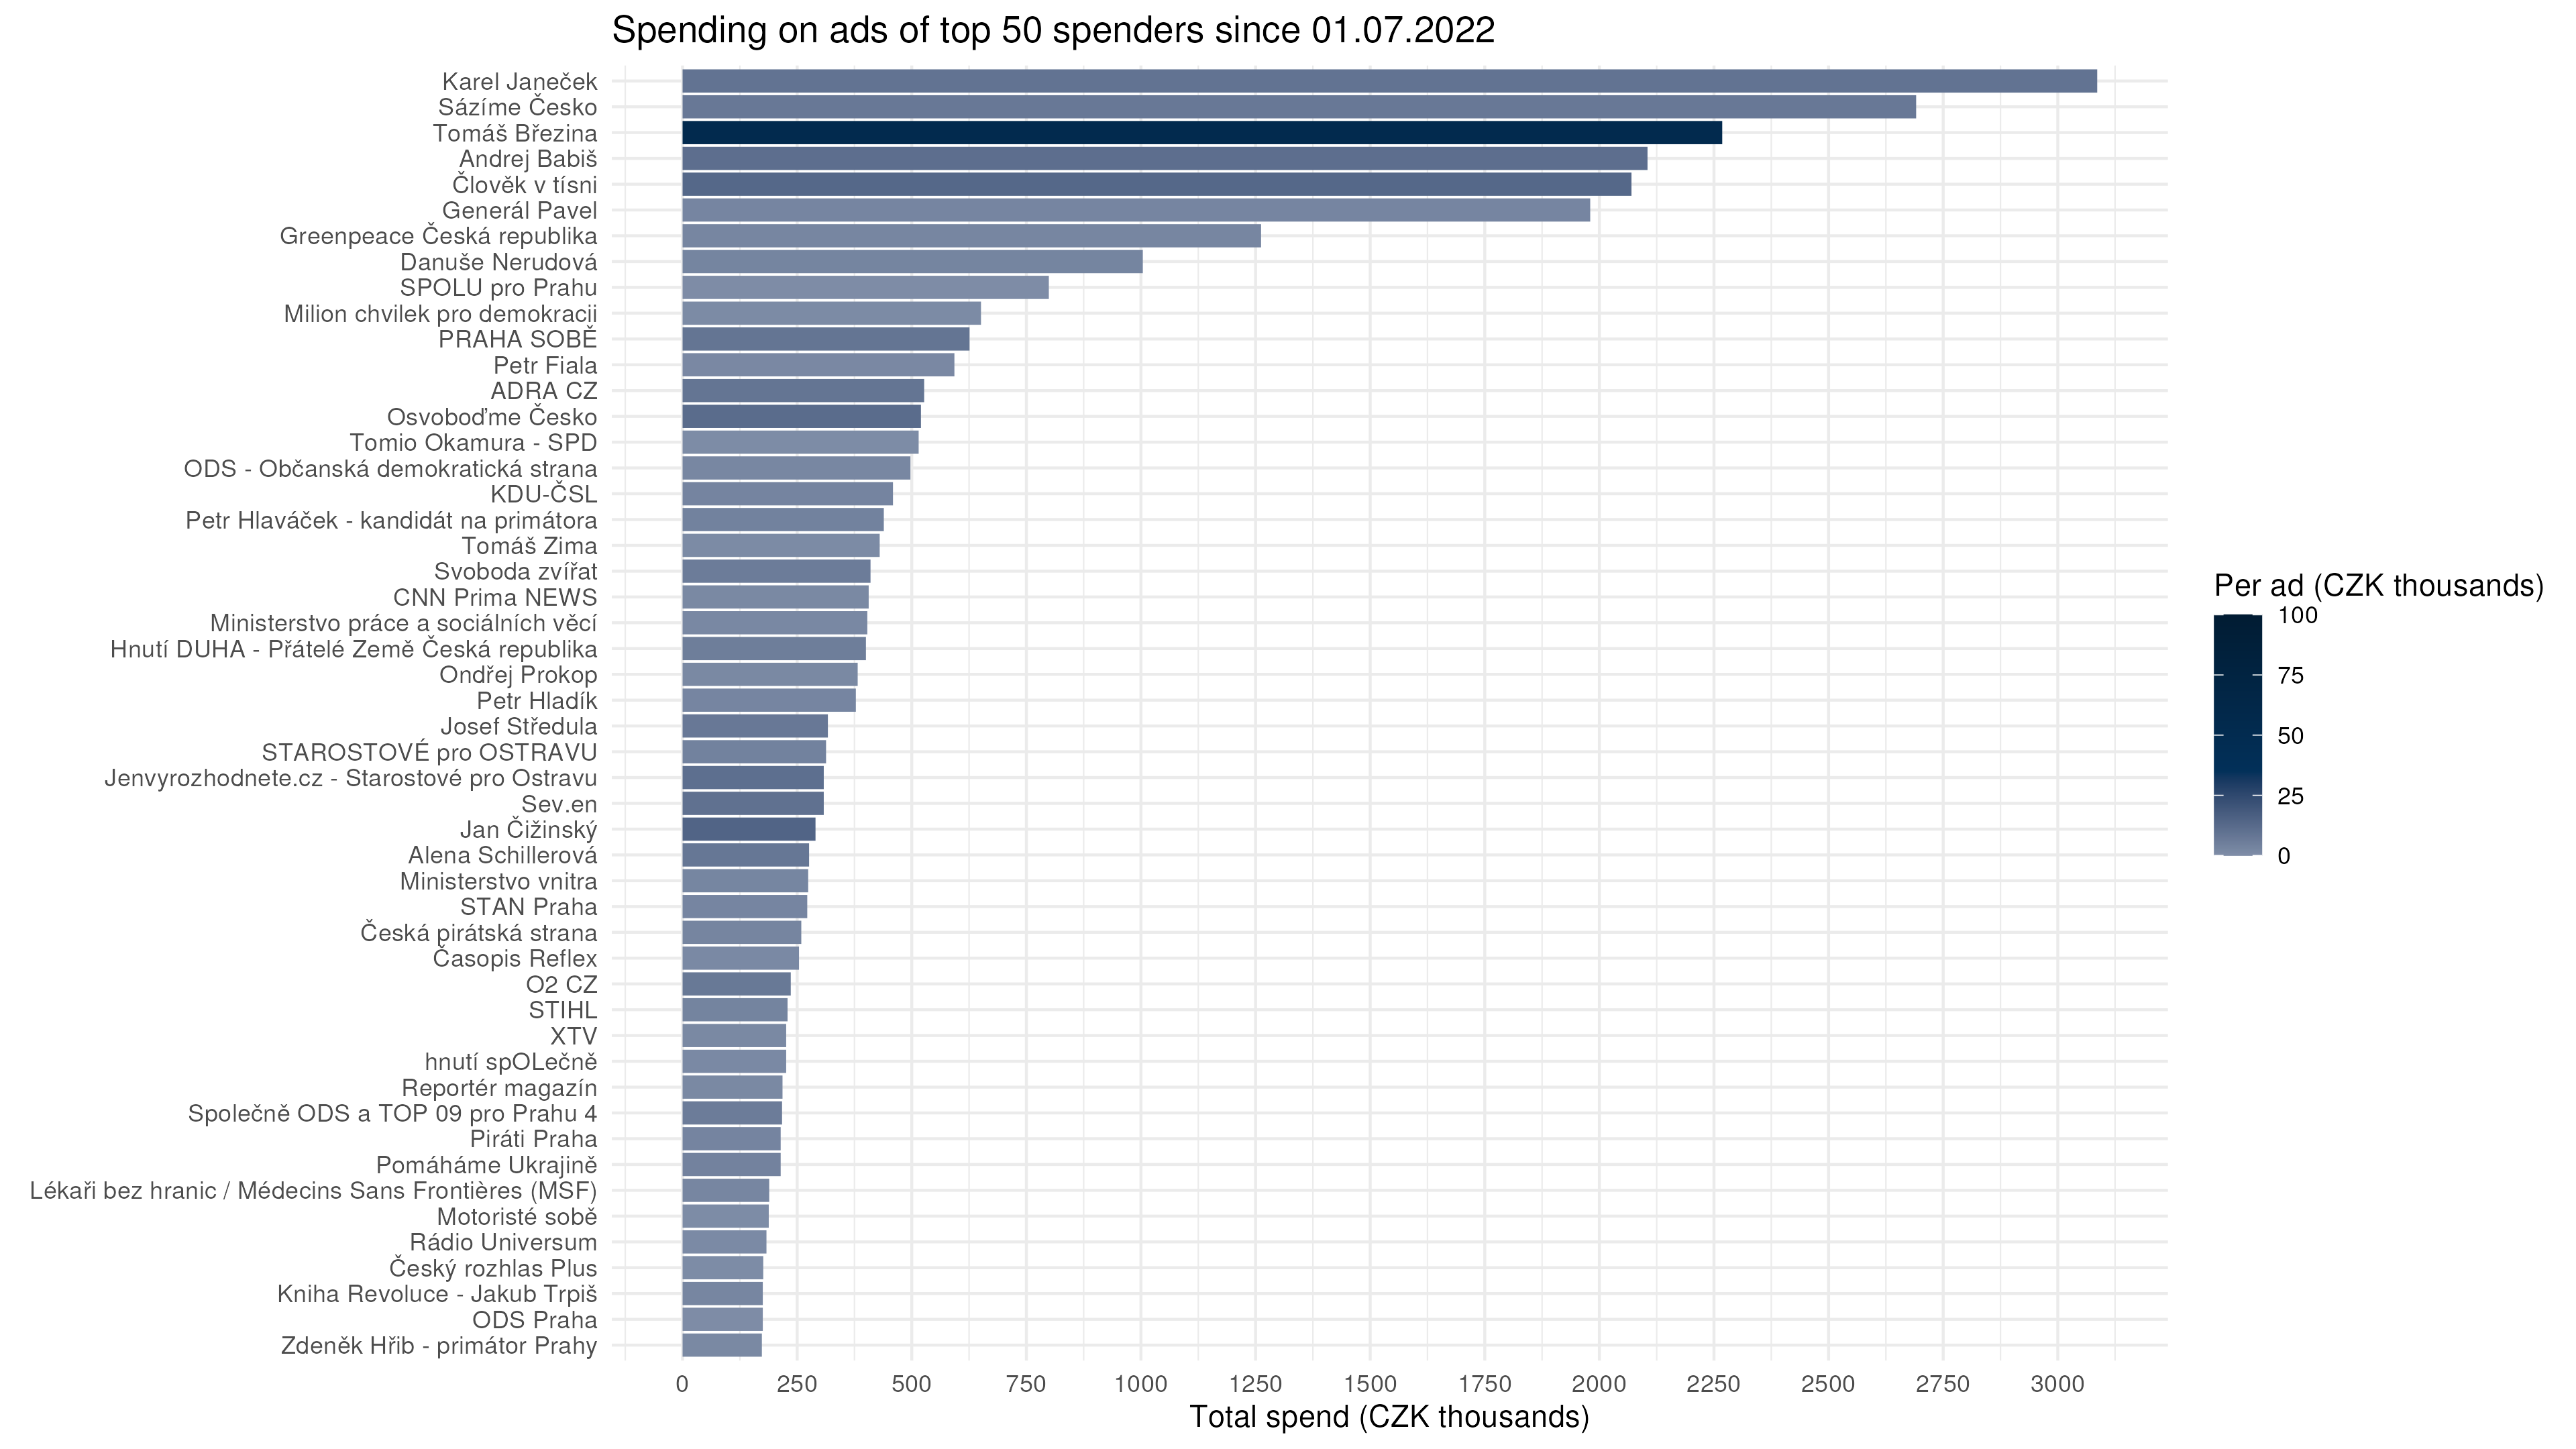 Spending on ads of top 50 spenders since 01.07.2022
Karel Janeček
Sázíme Česko
Tomáš Březina
Andrej Babiš
Člověk v tísni
Generál Pavel
Greenpeace Česká republika
Danuše Nerudová
SPOLU pro Prahu
Milion chvilek pro demokracii
PRAHA SOBĚ
Petr Fiala
ADRA CZ
Osvoboďme Česko
Tomio Okamura - SPD
ODS - Občanská demokratická strana
KDU-ČSL
Petr Hlaváček - kandidát na primátora
Tomáš Zima
Svoboda zvířat
CNN Prima NEWS
Ministerstvo práce a sociálních věcí
Hnutí DUHA - Přátelé Země Česká republika
Ondřej Prokop
Petr Hladík
Josef Středula
STAROSTOVÉ pro OSTRAVU
Jenvyrozhodnete.cz - Starostové pro Ostravu
Sev.en
Jan Čižinský
Alena Schillerová
Ministerstvo vnitra
STAN Praha
Česká pirátská strana
Časopis Reflex
O2 CZ
STIHL
XTV
hnutí spOLečně
Reportér magazín
Společně ODS a TOP 09 pro Prahu 4
Piráti Praha
Pomáháme Ukrajině
Lékaři bez hranic / Médecins Sans Frontières (MSF)
Motoristé sobě
Rádio Universum
Český rozhlas Plus
Kniha Revoluce - Jakub Trpiš
ODS Praha
Zdeněk Hřib - primátor Prahy
0 250 500 750 1000 1250 1500 1750 2000 2250 2500 2750 3000
Total spend (CZK thousands)
Per ad (CZK thousands)
100
75
50
25
0